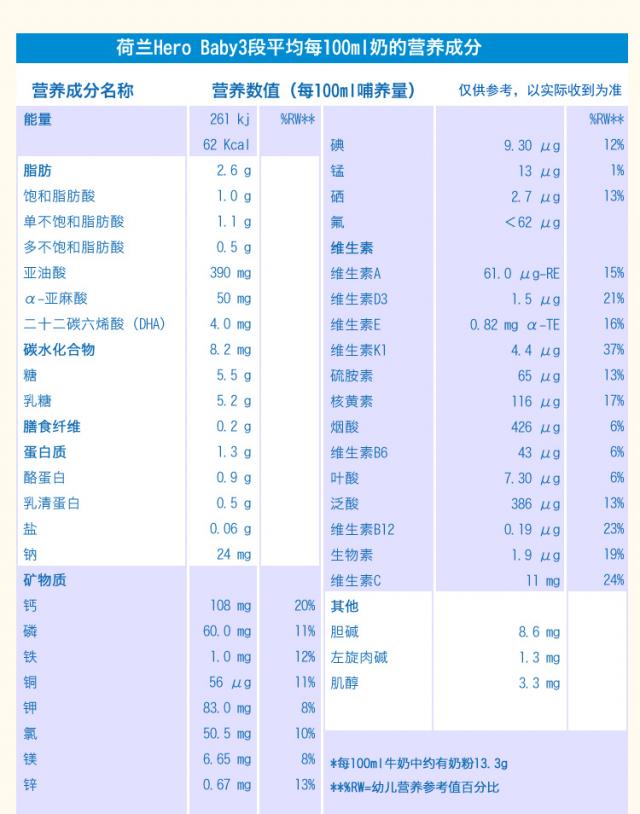 荷兰Hero Baby3段平均每100ml奶的营养成分
营养成分名称 营养数值（每100ml哺养量） 仅供参考，以实际收到为准
能量 261 kj %RW**
62 Kcal
脂肪 2.6 g
饱和脂肪酸 1.0 g
单不饱和脂肪酸 1.1 g
多不饱和脂肪酸 0.5 g
亚油酸 390 mg
α-亚麻酸 50 mg
二十二碳六烯酸（DHA） 4.0 mg
碳水化合物 8.2 mg
糖 5.5 g
乳糖 5.2 g
膳食纤维 0.2 g
蛋白质 1.3 g
酪蛋白 0.9 g
乳清蛋白 0.5 g
盐 0.06 g
钠 24 mg
矿物质
钙 108 mg 20%
磷 60.0 mg 11%
铁 1.0 mg 12%
铜 56 μg 11%
钾 83.0 mg 8%
氯 50.5 mg 10%
镁 6.65 mg 8%
锌 0.67 mg 13%
%RW**
碘 9.30 μg 12%
锰 13 μg 1%
硒 2.7 μg 13%
氟 <62 μg
维生素
维生素A 61.0 μg-RE 15%
维生素D3 1.5 μg 21%
维生素E 0.82 mg α-TE 16%
维生素K1 4.4 μg 37%
硫胺素 65 μg 13%
核黄素 116 μg 17%
烟酸 426 μg 6%
维生素B6 43 μg 6%
叶酸 7.30 μg 6%
泛酸 386 μg 13%
维生素B12 0.19 μg 23%
生物素 1.9 μg 19%
维生素C 11 mg 24%
其他
胆碱 8.6 mg
左旋肉碱 1.3 mg
肌醇 3.3 mg
*每100ml牛奶中约有奶粉13.3g
**%RW=幼儿营养参考值百分比